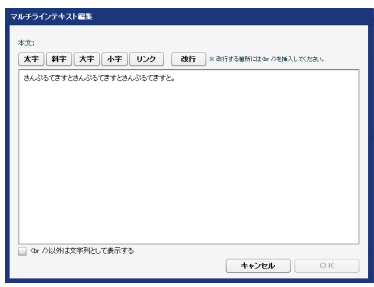 マルチラインテキスト編集
本文:
太字 斜字 大字 小字 リンク 改行 ※改行する箇所には<br />を挿入してください。
さんぷるてきすとさんぷるてきすとさんぷるてきすと。
<br />以外は文字列として表示する
キャンセル OK